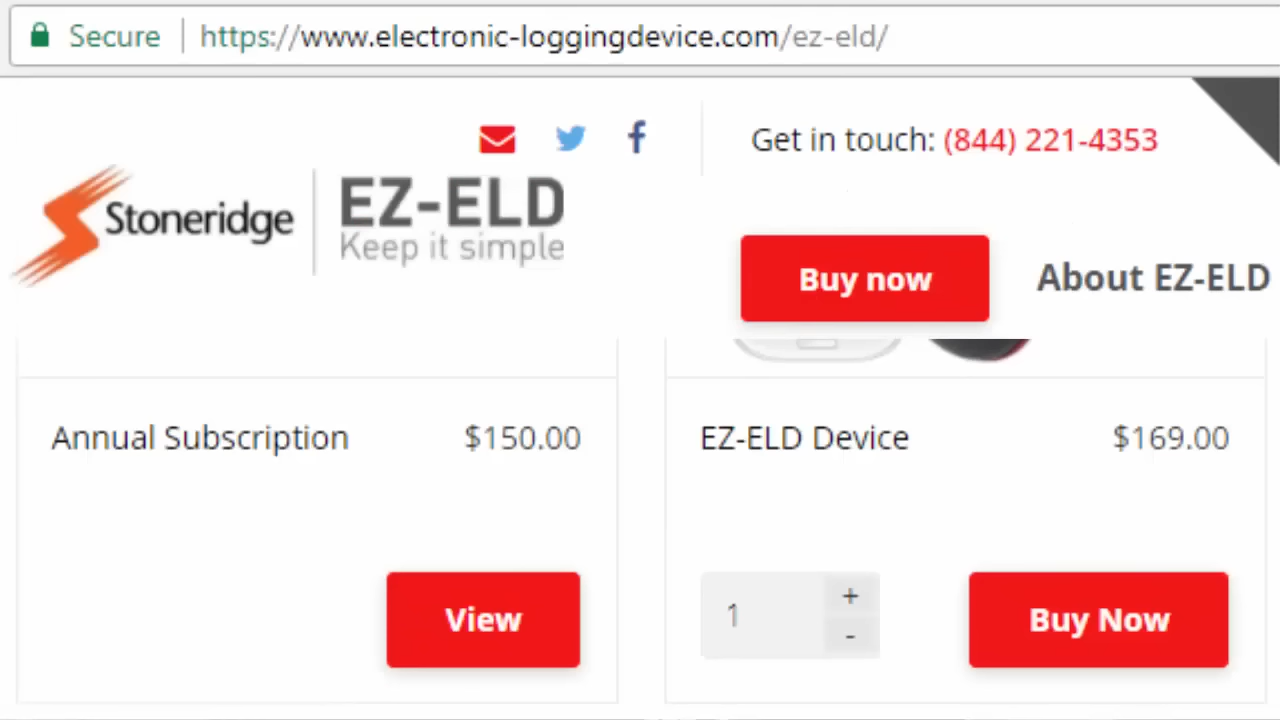 Secure https://www.electronic-loggingdevice.com/ez-eld/
Get in touch: (844) 221-4353
Stoneridge
EZ-ELD
Keep it simple
Buy now
About EZ-ELD
Annual Subscription $150.00
EZ-ELD Device $169.00
View
1
+
-
Buy Now